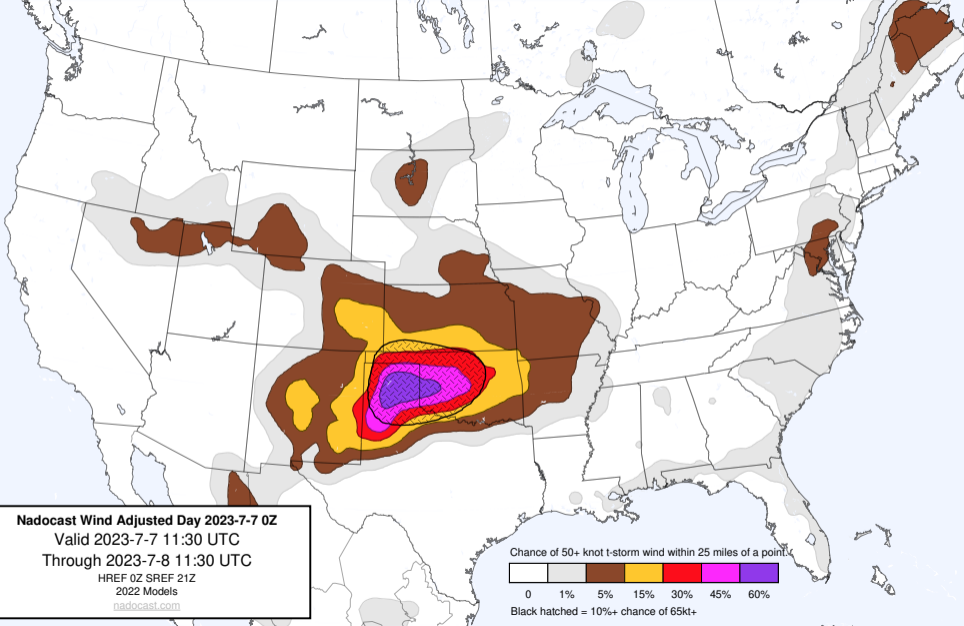 Nadocast Wind Adjusted Day 2023-7-7 0Z
Valid 2023-7-7 11:30 UTC
Through 2023-7-8 11:30 UTC
HREF 0Z SREF 21Z
2022 Models
nadocast.com
Chance of 50+ knot t-storm wind within 25 miles of a point.
0 1% 5% 15% 30% 45% 60%
Black hatched = 10%+ chance of 65kt+